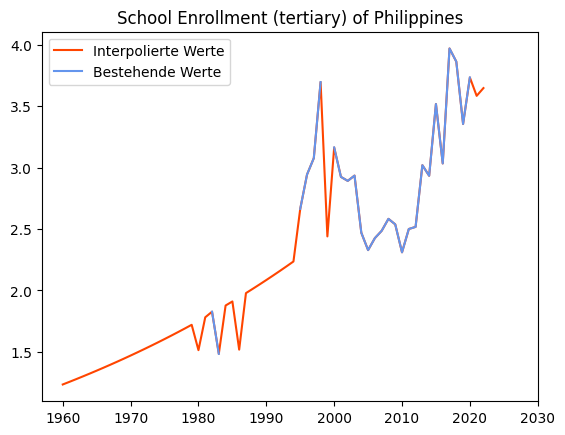 School Enrollment (tertiary) of Philippines
Interpolierte Werte
Bestehende Werte
4.0
3.5
3.0
2.5
2.0
1.5
1960 1970 1980 1990 2000 2010 2020 2030